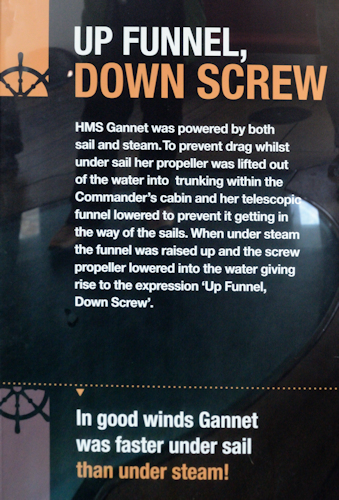 UP FUNNEL,
DOWN SCREW
HMS Gannet was powered by both
sail and steam. To prevent drag whilst
under sail her propeller was lifted out
of the water into trunking within the
Commander's cabin and her telescopic
funnel lowered to prevent it getting in
the way of the sails. When under steam
the funnel was raised up and the screw
propeller lowered into the water giving
rise to the expression 'Up Funnel,
Down Screw'.
In good winds Gannet
was faster under sail
than under steam!